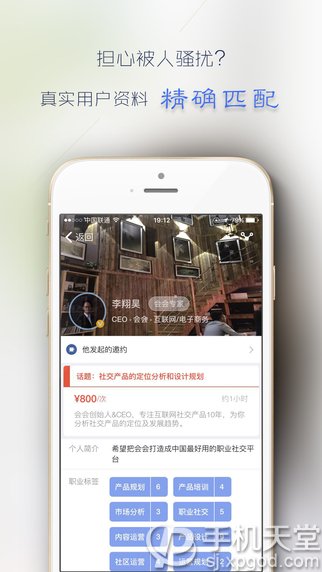 担心被人骚扰？
真实用户资料 精确匹配
中国联通 19:12 79%
返回
李翔昊 会会专家
CEO - 会会 - 互联网/电子商务
他发起的邀约
话题：社交产品的定位分析和设计规划
¥800/次 约1小时
会会创始人&CEO，专注互联网社交产品10年，为你
分析社交产品的定位及发展趋势。
个人简介 希望把会会打造成中国最好用的职业社交平
台
职业标签 产品规划 6 产品培训 4
市场分析 3 职业社交 5
内容运营 产品设计
社区运营
手机天堂
sjxpgod.com